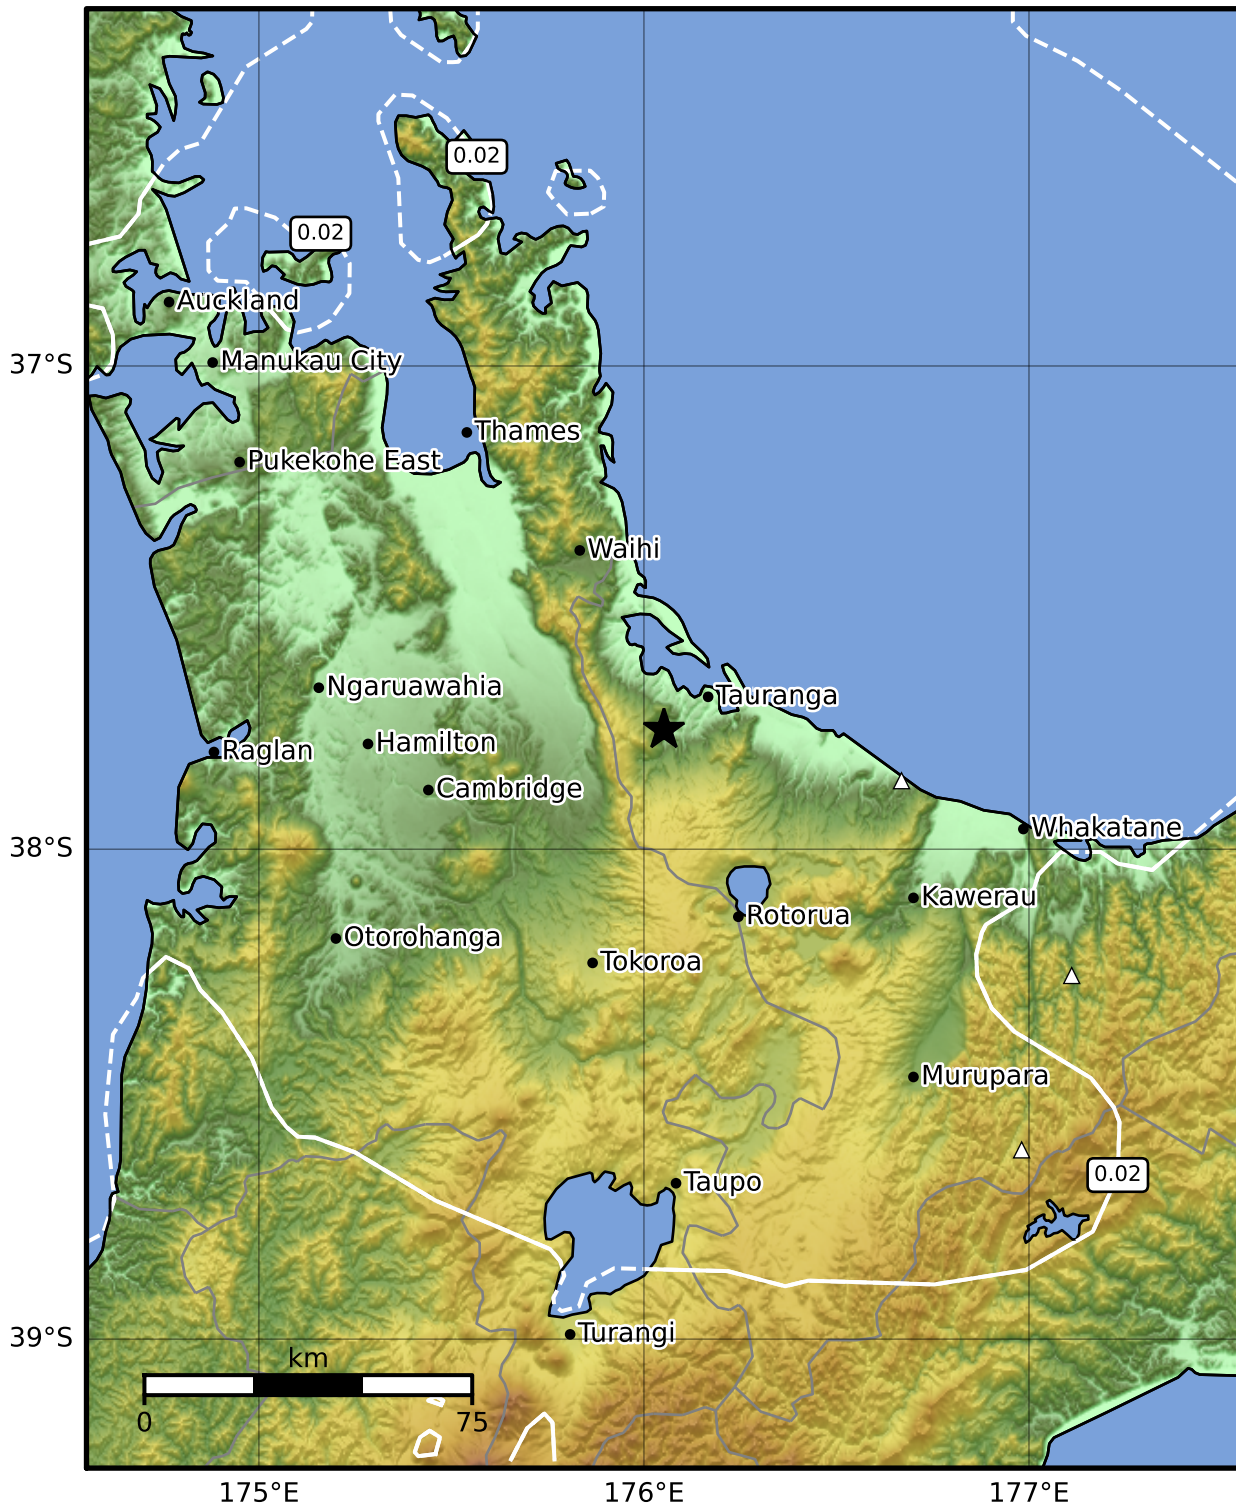 0.02
0.02
Auckland
Manukau City
37°S
Thames
Pukekohe East
Waihi
Ngaruawahia
Tauranga
Raglan
Hamilton
Cambridge
Whakatane
38°S
Kawerau
Rotorua
Otorohanga
Tokoroa
Murupara
0.02
Taupo
Turangi
39°S
km
0
75
175°E
176°E
177°E